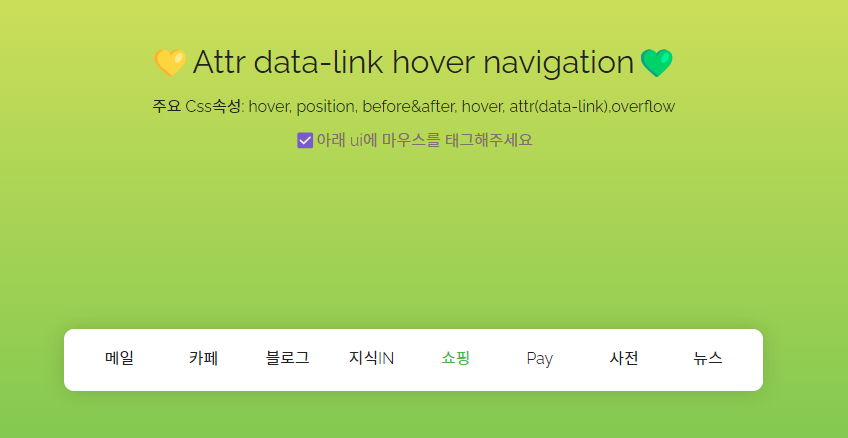 💛 Attr data-link hover navigation 💚
주요 Css속성: hover, position, before&after, hover, attr(data-link),overflow
☑ 아래 ui에 마우스를 태그해주세요
메일 카페 블로그 지식IN 쇼핑 Pay 사전 뉴스